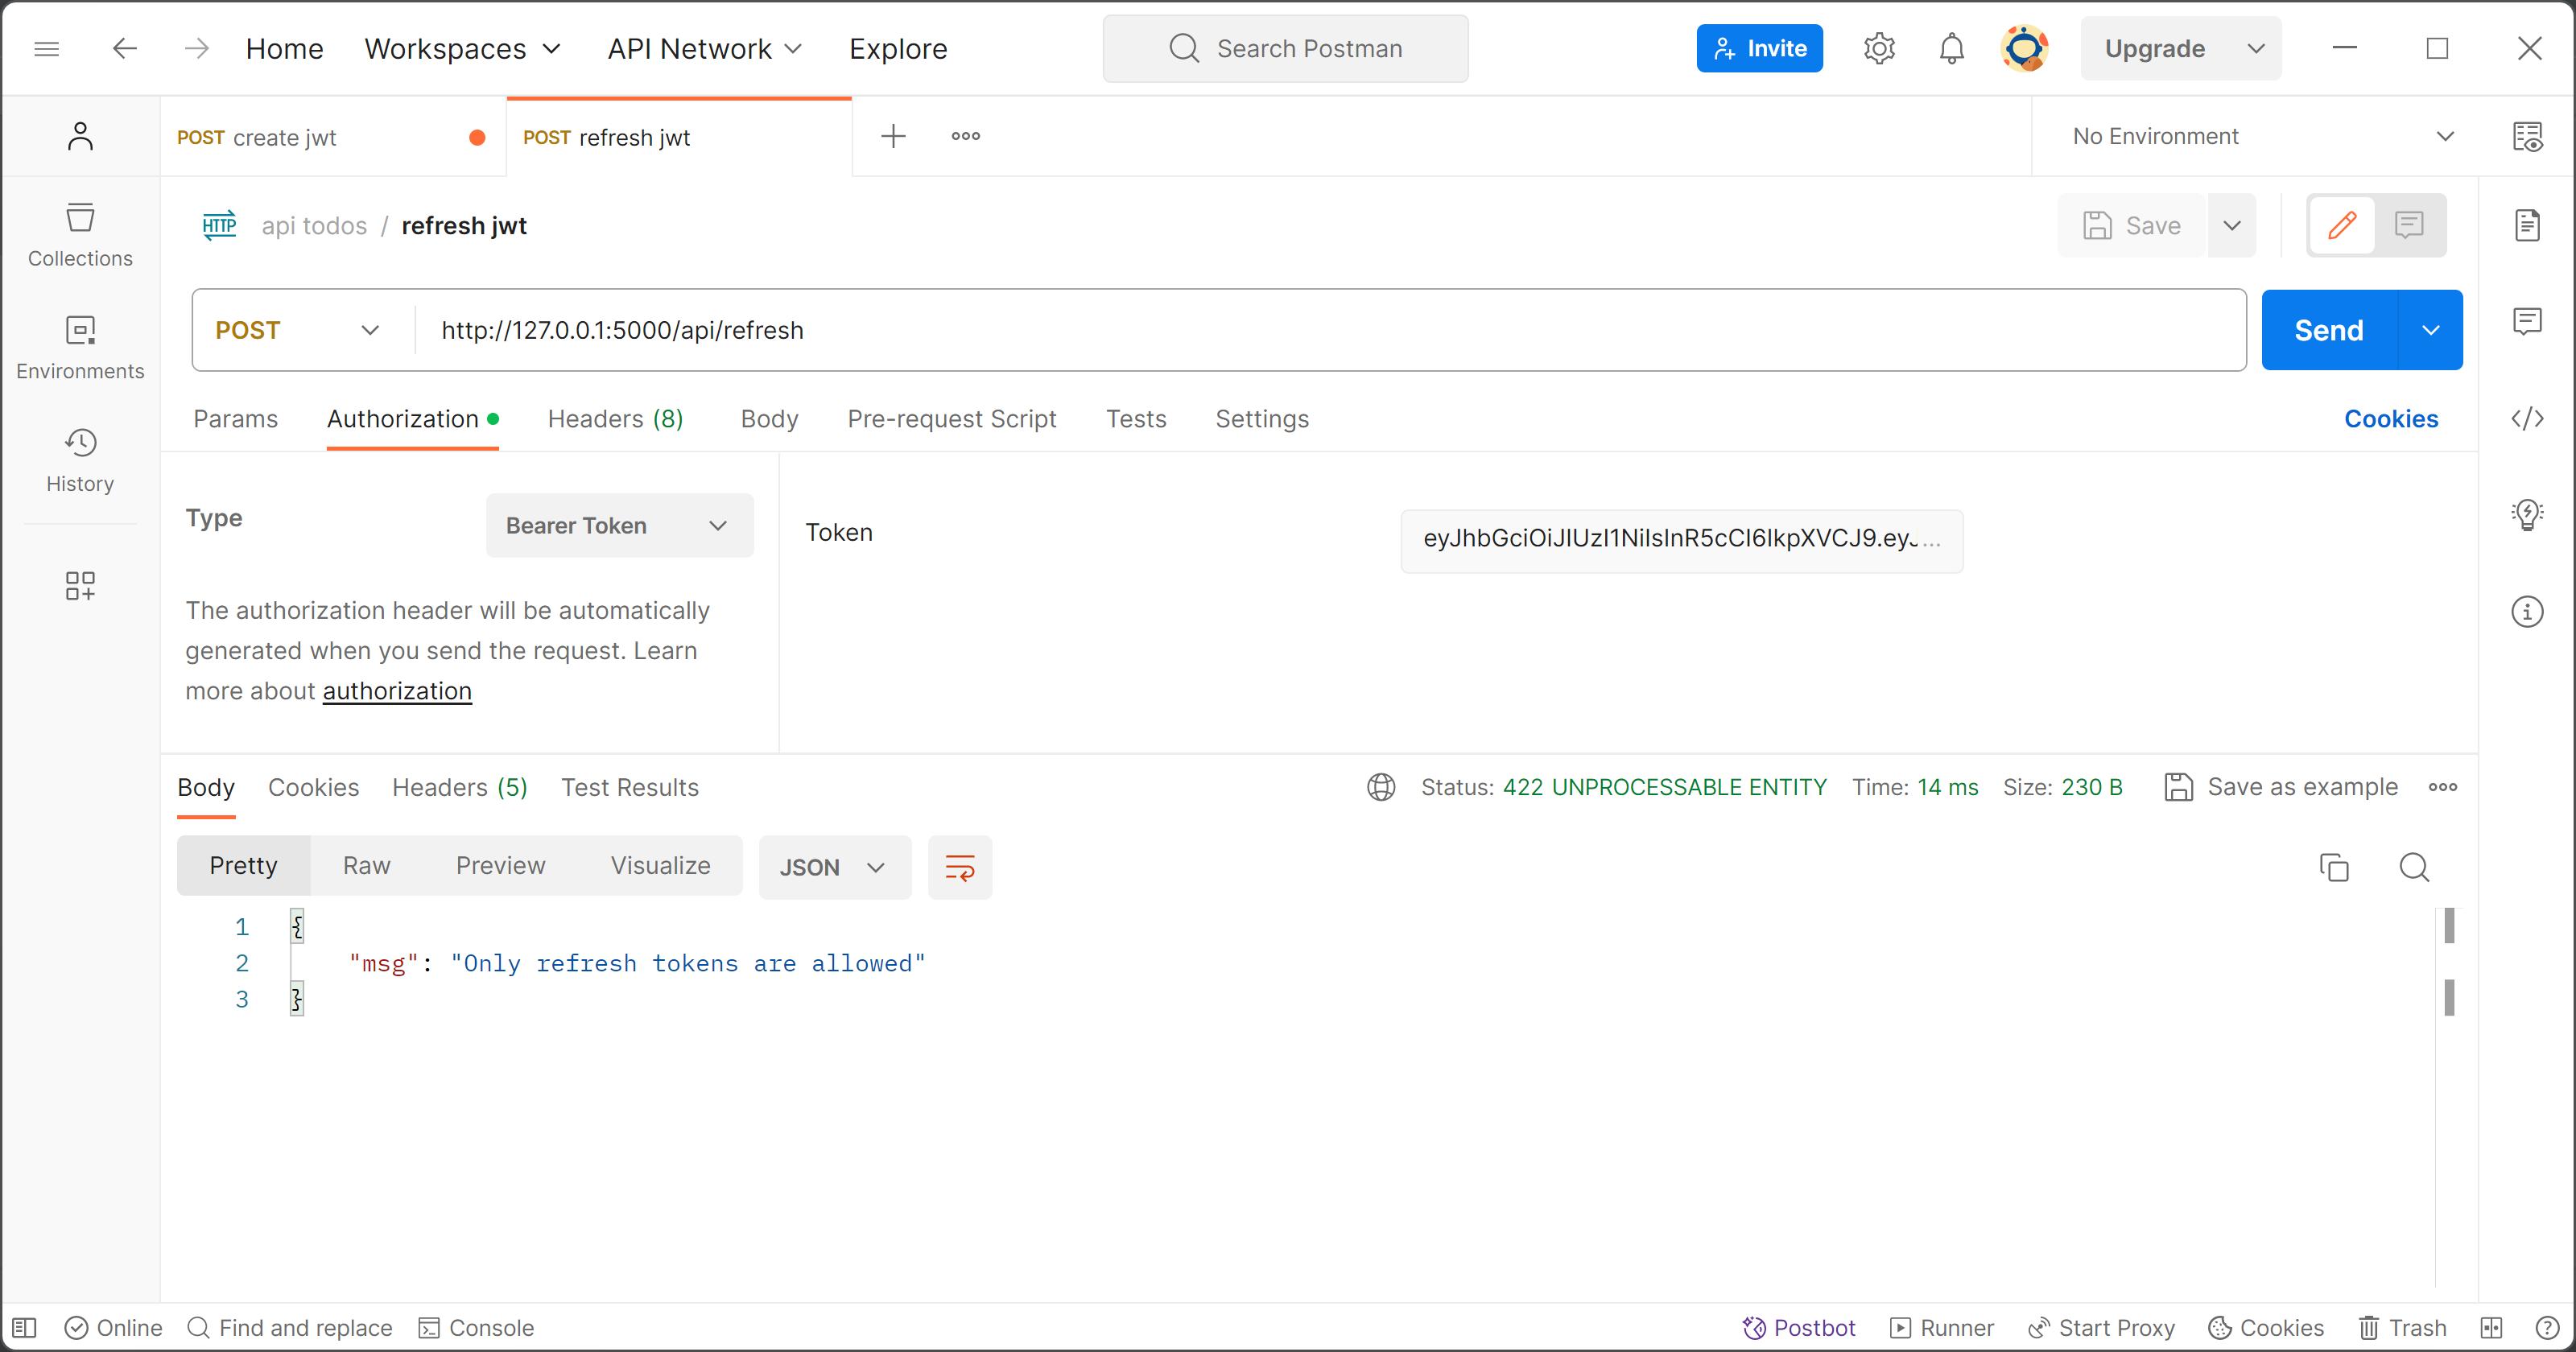 Home Workspaces API Network Explore Search Postman Invite Upgrade
POST create jwt POST refresh jwt No Environment
HTTP api todos / refresh jwt Save
Collections
POST http://127.0.0.1:5000/api/refresh Send
Environments
Params Authorization Headers (8) Body Pre-request Script Tests Settings Cookies
History
Type Bearer Token Token eyJhbGciOiJIUzI1NiIsInR5cCI6IkpXVCJ9.eyJ...
The authorization header will be automatically
generated when you send the request. Learn
more about authorization
Body Cookies Headers (5) Test Results Status: 422 UNPROCESSABLE ENTITY Time: 14 ms Size: 230 B Save as example
Pretty Raw Preview Visualize JSON
1 {
2 "msg": "Only refresh tokens are allowed"
3 }
Online Find and replace Console Postbot Runner Start Proxy Cookies Trash